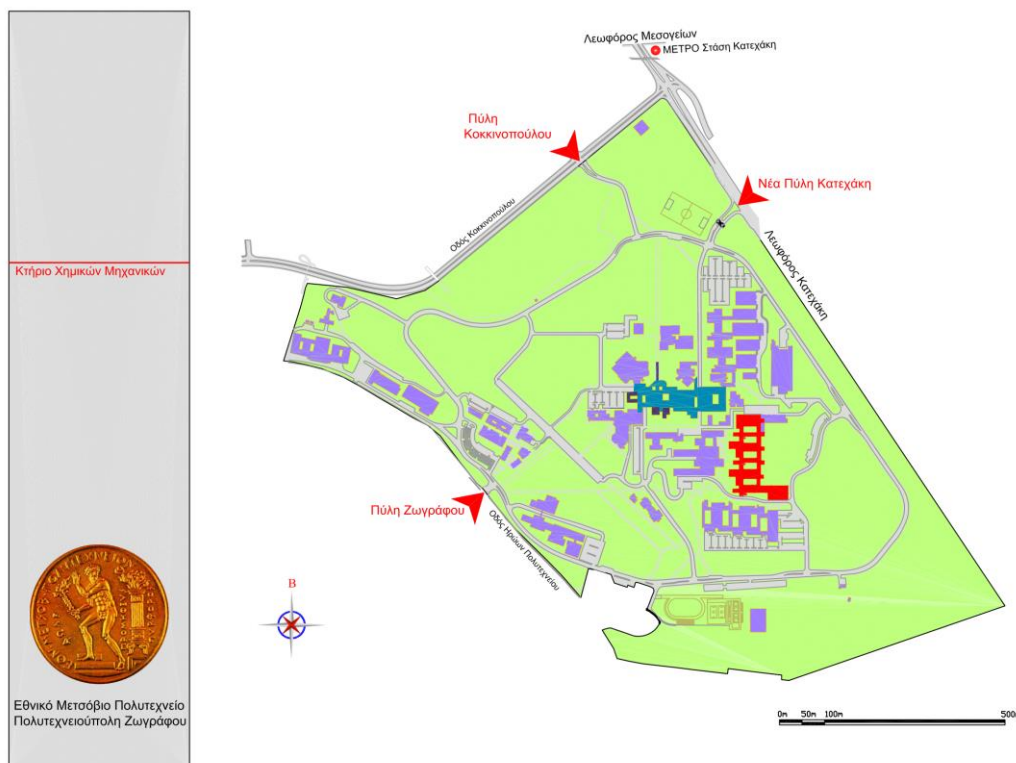 Κτήριο Χημικών Μηχανικών
Εθνικό Μετσόβιο Πολυτεχνείο
Πολυτεχνειούπολη Ζωγράφου
Λεωφόρος Μεσογείων
ΜΕΤΡΟ Στάση Κατεχάκη
Πύλη
Κοκκινοπούλου
Νέα Πύλη Κατεχάκη
Οδός Κοκκινοπούλου
Λεωφόρος Κατεχάκη
Πύλη Ζωγράφου
Οδός Ηρώων Πολυτεχνείου
Β
0m 50m 100m 500m